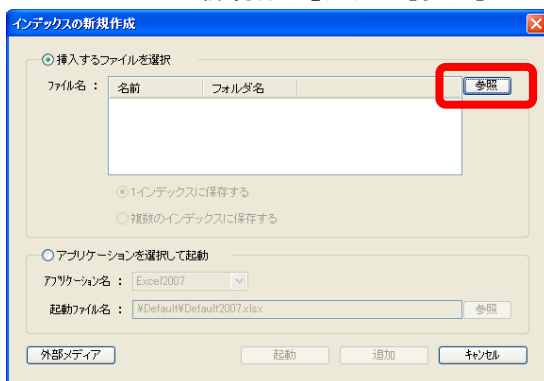 インデックスの新規作成
挿入するファイルを選択
ファイル名 : 名前 フォルダ名 参照
1インデックスに保存する
複数のインデックスに保存する
アプリケーションを選択して起動
アプリケーション名 : Excel2007
起動ファイル名 : .¥Default¥Default2007.xlsx 参照
外部メディア 起動 追加 キャンセル